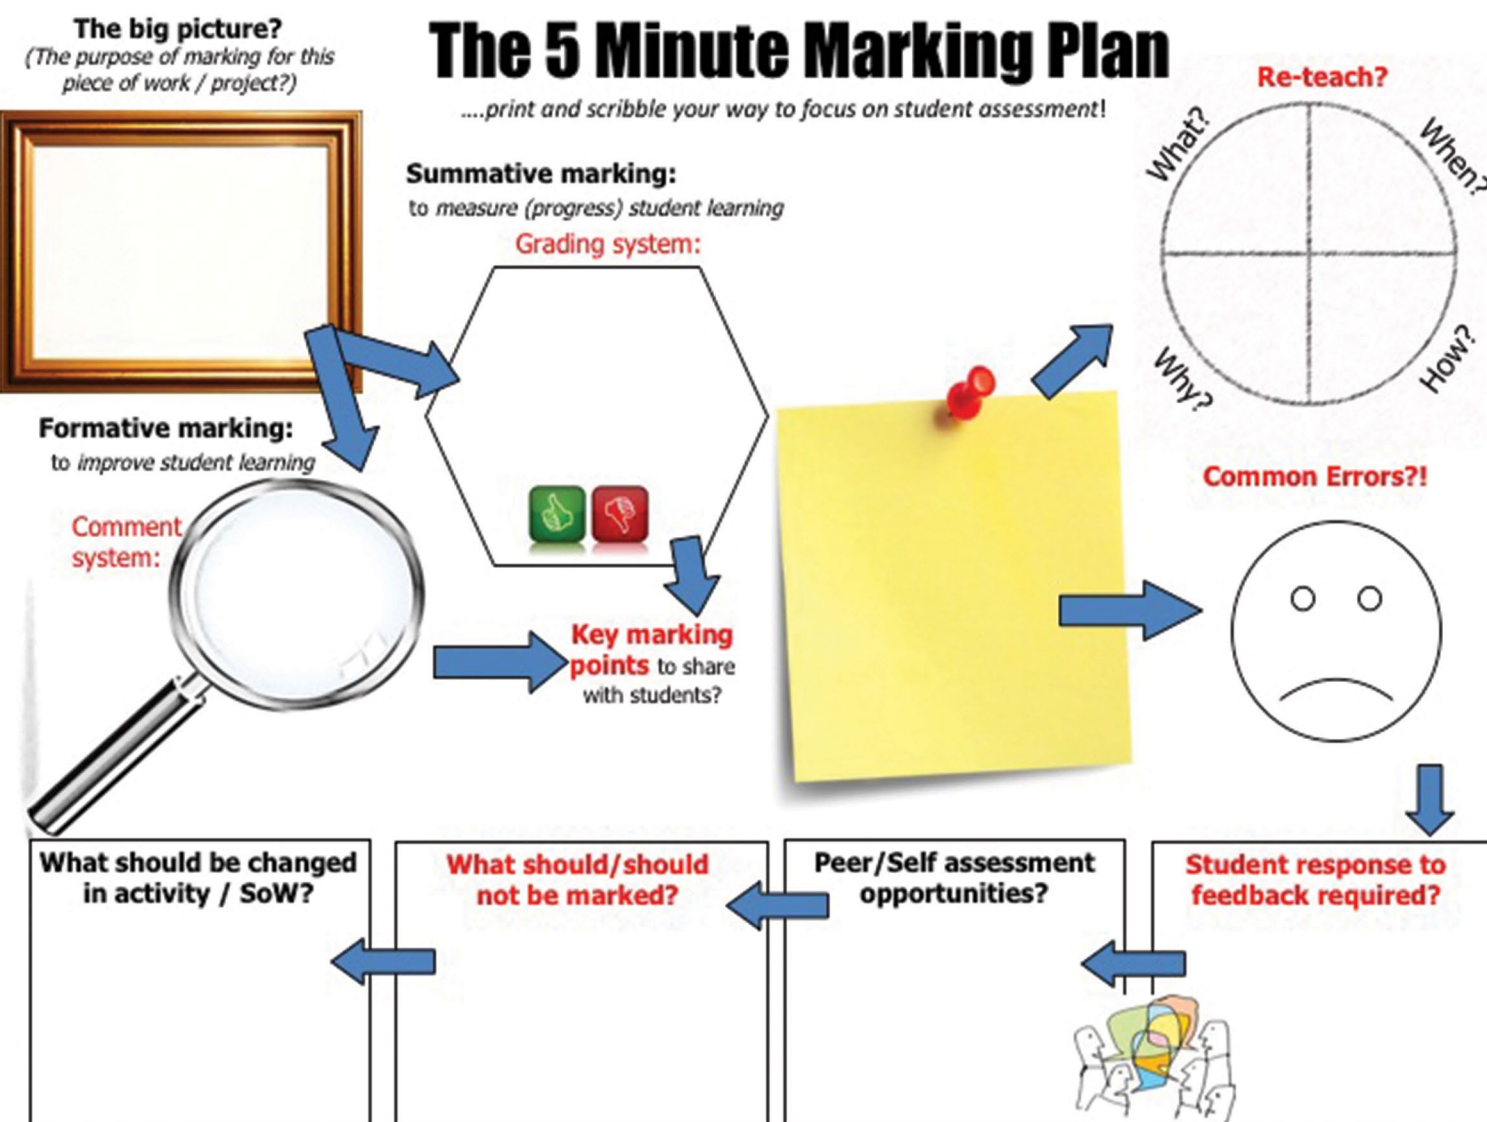 The big picture?
(The purpose of marking for this
piece of work / project?)
The 5 Minute Marking Plan
....print and scribble your way to focus on student assessment!
Re-teach?
What?
When?
Why?
How?
Summative marking:
to measure (progress) student learning
Grading system:
Formative marking:
to improve student learning
Comment
system:
Key marking
points to share
with students?
Common Errors?!
What should be changed
in activity / SoW?
What should/should
not be marked?
Peer/Self assessment
opportunities?
Student response to
feedback required?